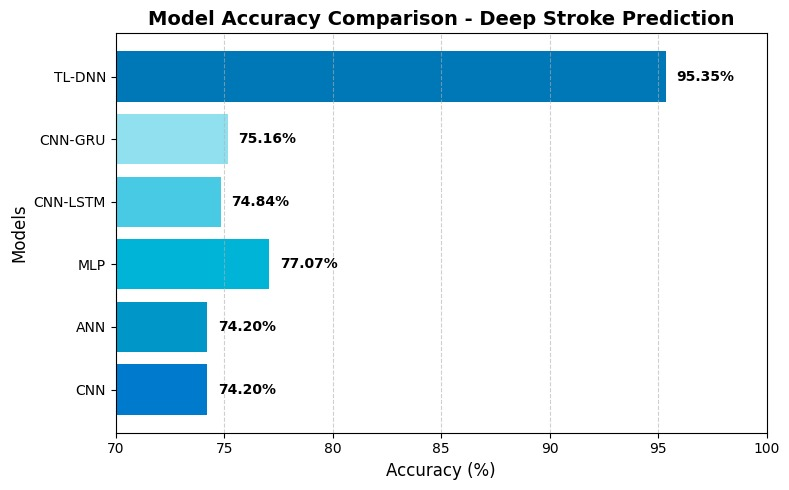 Model Accuracy Comparison - Deep Stroke Prediction
Models
TL-DNN 95.35%
CNN-GRU 75.16%
CNN-LSTM 74.84%
MLP 77.07%
ANN 74.20%
CNN 74.20%
70 75 80 85 90 95 100
Accuracy (%)